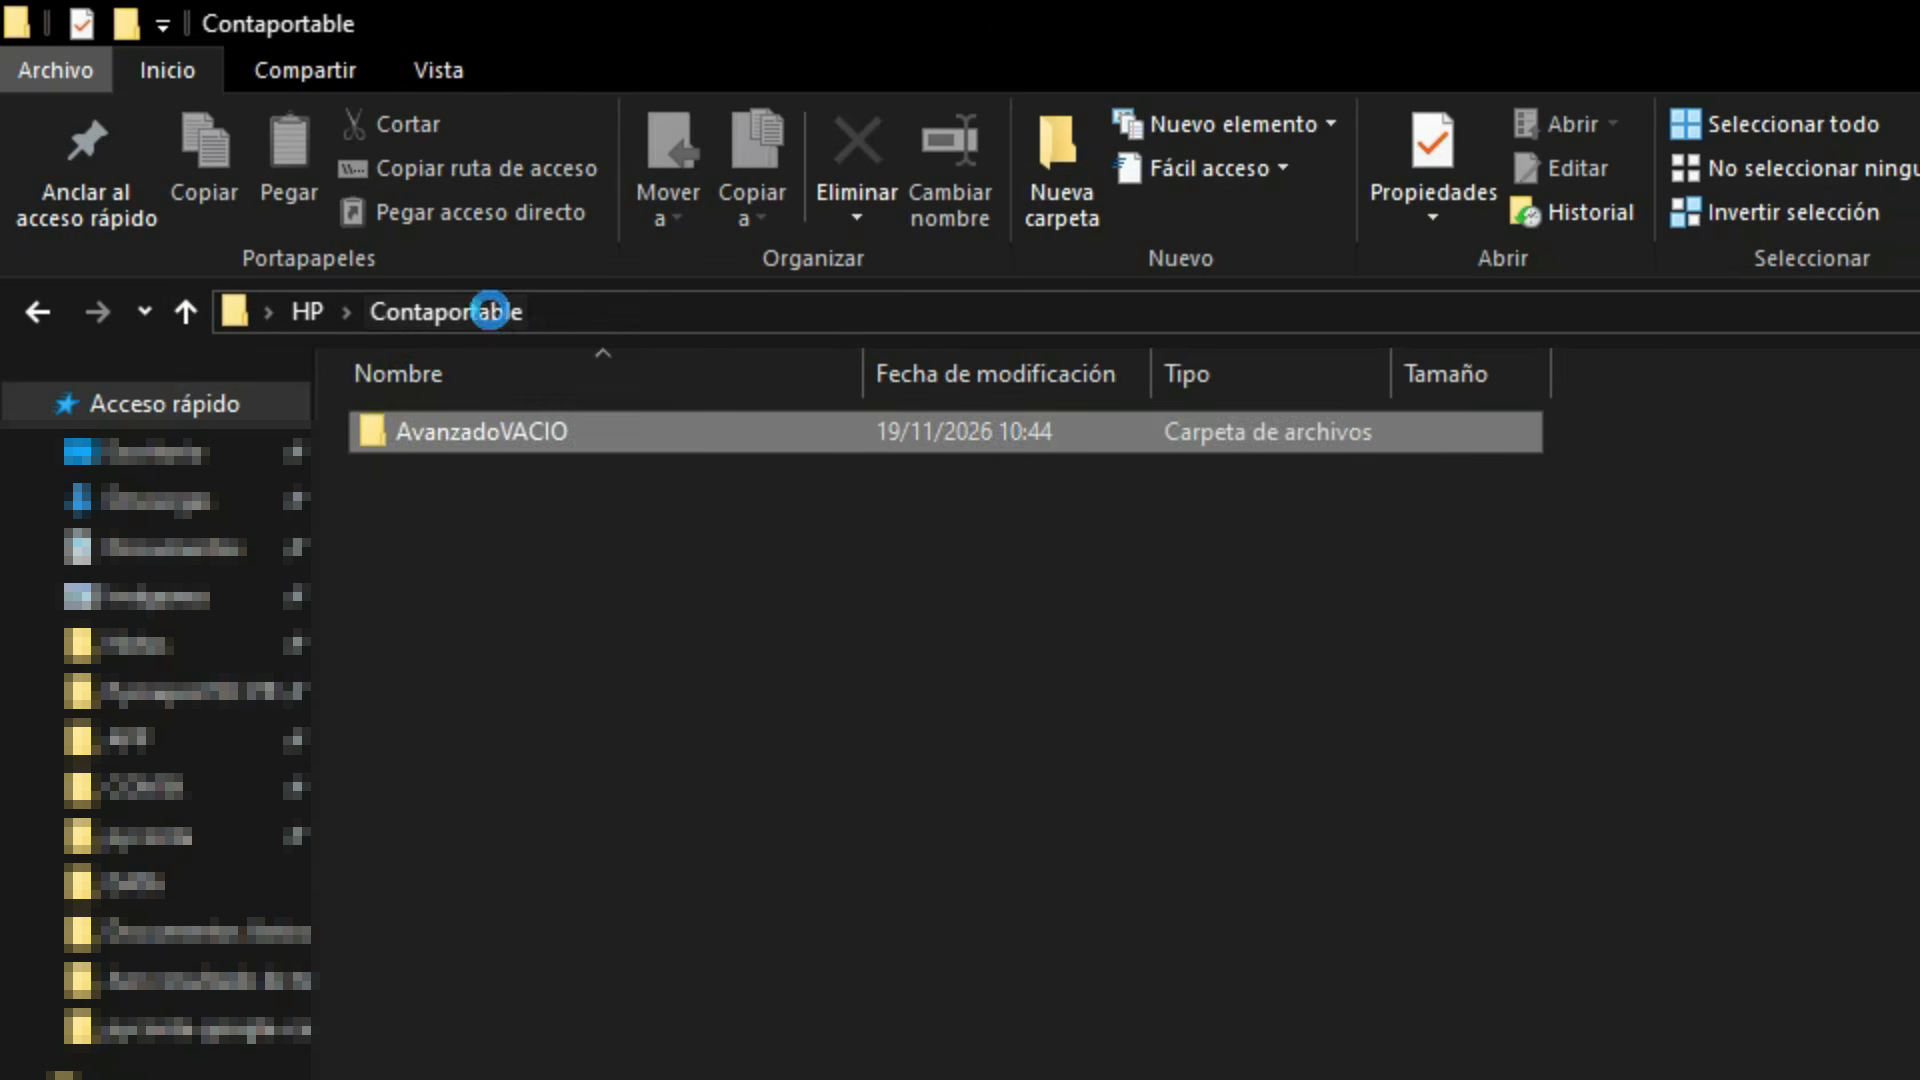 Contaportable
Archivo Inicio Compartir Vista
Anclar al
acceso rápido
Copiar
Pegar
Cortar
Copiar ruta de acceso
Pegar acceso directo
Portapapeles
Mover
a
Copiar
a
Eliminar
Cambiar
nombre
Organizar
Nueva
carpeta
Nuevo elemento
Fácil acceso
Nuevo
Propiedades
Abrir
Editar
Historial
Abrir
Seleccionar todo
No seleccionar ningu
Invertir selección
Seleccionar
HP Contaportable
Nombre Fecha de modificación Tipo Tamaño
Acceso rápido
AvanzadoVACIO 19/11/2026 10:44 Carpeta de archivos